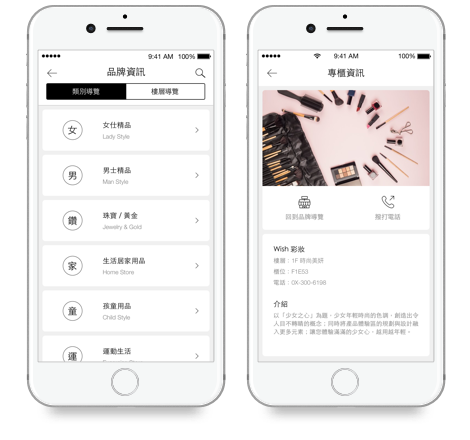 9:41 AM 100%
品牌資訊
類別導覽
樓層導覽
女
女仕精品
Lady Style
男
男士精品
Man Style
鑽
珠寶 / 黃金
Jewelry & Gold
家
生活居家用品
Home Store
童
孩童用品
Child Style
運
運動生活
9:41 AM 100%
專櫃資訊
回到品牌導覽
撥打電話
Wish 彩妝
樓層：1F 時尚美妍
櫃位：F1E53
電話：0X-300-6198
介紹
以「少女之心」為題，少女年輕時尚的色調，創造出令
人目不轉睛的概念；同時將產品體驗區的規劃與設計融
入更多元素，讓您體驗滿滿的少女心，越用越年輕。